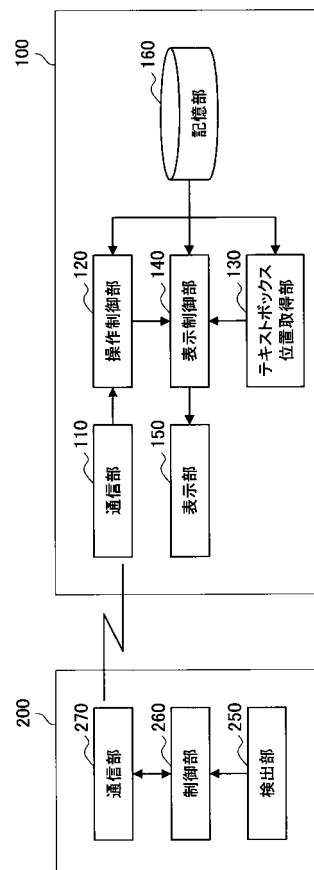 200
270
通信部
260
制御部
250
検出部
100
110
通信部
120
操作制御部
150
表示部
140
表示制御部
130
テキストボックス
位置取得部
160
記憶部